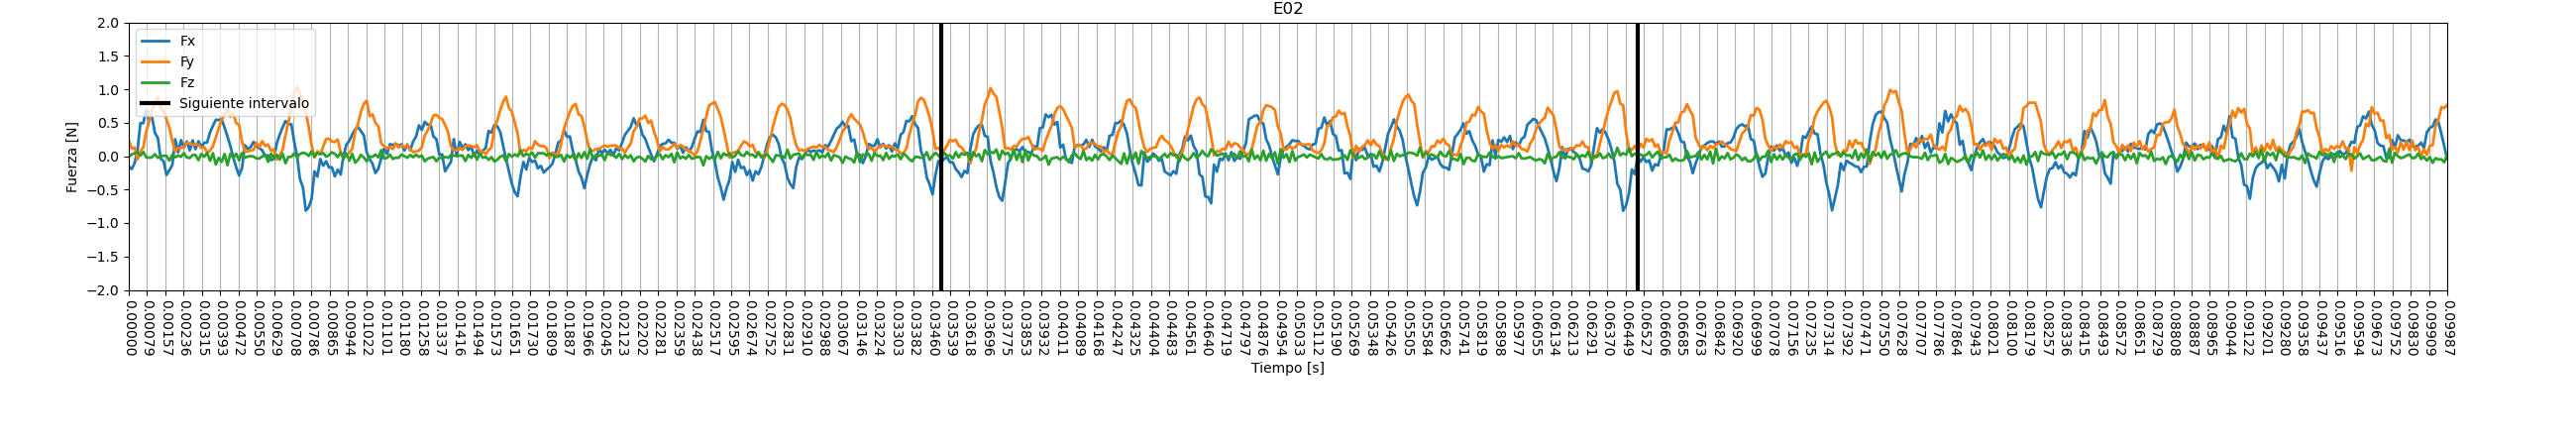 E02
2.0
1.5
1.0
0.5
0.0
−0.5
−1.0
−1.5
−2.0
Fuerza [N]
Fx
Fy
Fz
Siguiente intervalo
0.00000 0.00079 0.00157 0.00236 0.00315 0.00393 0.00472 0.00550 0.00629 0.00708 0.00786 0.00865 0.00944 0.01022 0.01101 0.01180 0.01258 0.01337 0.01416 0.01494 0.01573 0.01651 0.01730 0.01809 0.01887 0.01966 0.02045 0.02123 0.02202 0.02281 0.02359 0.02438 0.02517 0.02595 0.02674 0.02752 0.02831 0.02910 0.02988 0.03067 0.03146 0.03224 0.03303 0.03382 0.03460 0.03539 0.03618 0.03696 0.03775 0.03853 0.03932 0.04011 0.04089 0.04168 0.04247 0.04325 0.04404 0.04483 0.04561 0.04640 0.04719 0.04797 0.04876 0.04954 0.05033 0.05112 0.05190 0.05269 0.05348 0.05426 0.05505 0.05584 0.05662 0.05741 0.05819 0.05898 0.05977 0.06055 0.06134 0.06213 0.06291 0.06370 0.06449 0.06527 0.06606 0.06685 0.06763 0.06842 0.06920 0.06999 0.07078 0.07156 0.07235 0.07314 0.07392 0.07471 0.07550 0.07628 0.07707 0.07786 0.07864 0.07943 0.08021 0.08100 0.08179 0.08257 0.08336 0.08415 0.08493 0.08572 0.08651 0.08729 0.08808 0.08887 0.08965 0.09044 0.09122 0.09201 0.09280 0.09358 0.09437 0.09516 0.09594 0.09673 0.09752 0.09830 0.09909 0.09987
Tiempo [s]